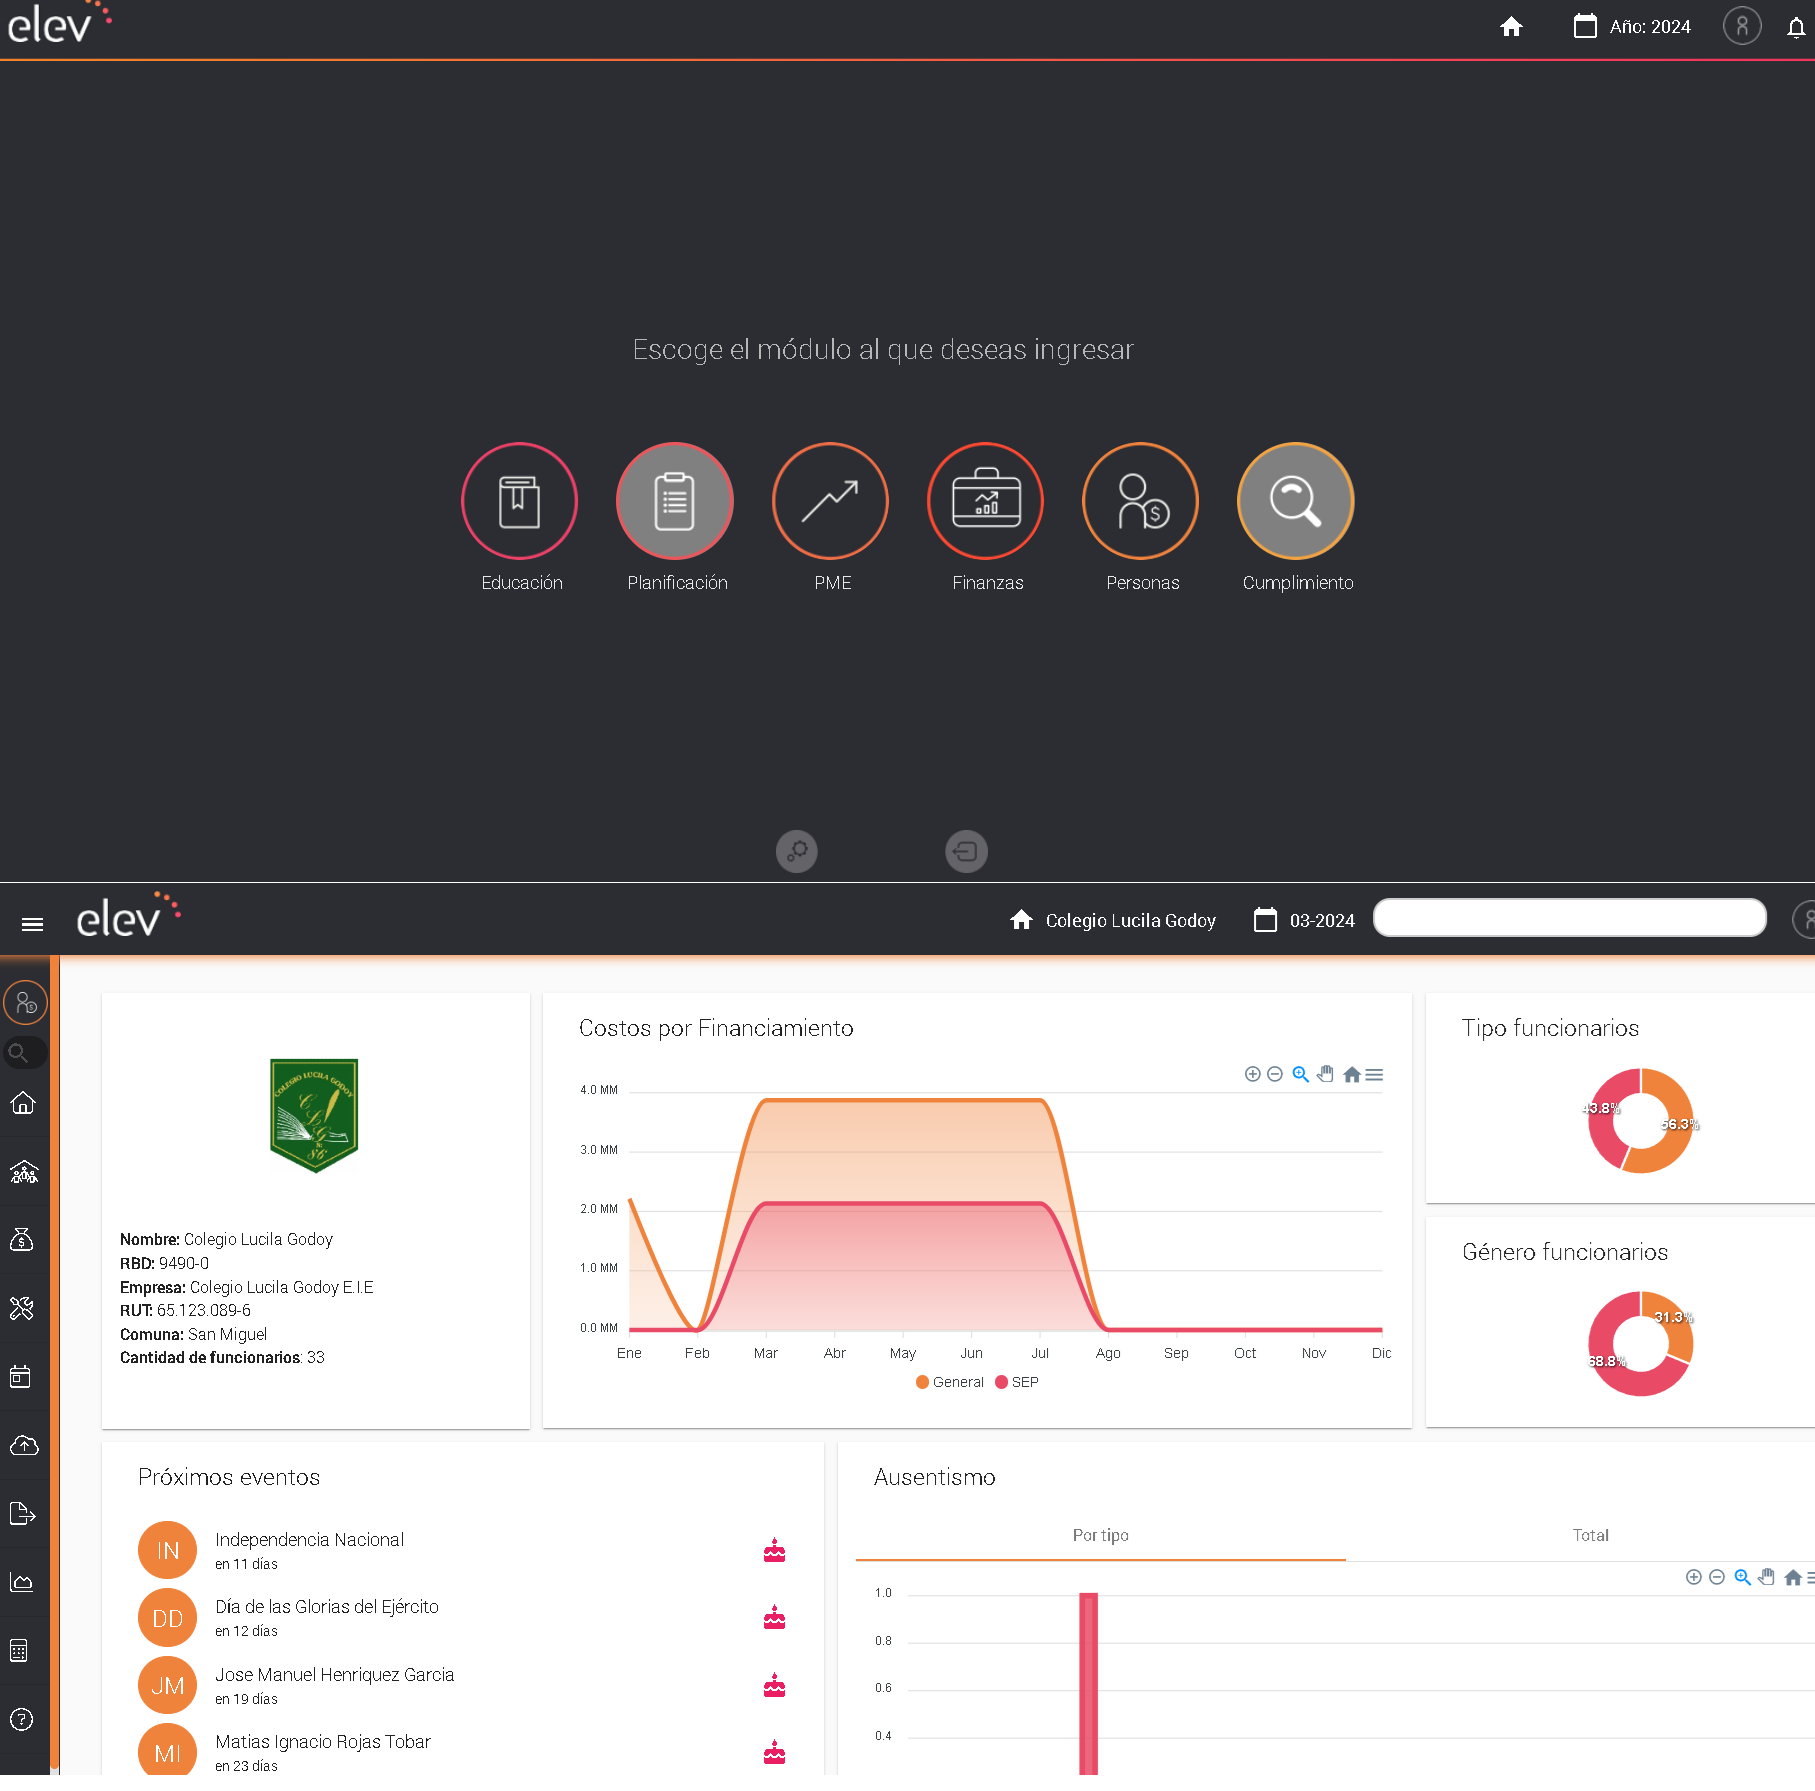 elev
Año: 2024
Escoge el módulo al que deseas ingresar
Educación
Planificación
PME
Finanzas
Personas
Cumplimiento
elev
Colegio Lucila Godoy
03-2024
COLEGIO LUCILA GODOY
Nombre: Colegio Lucila Godoy
RBD: 9490-0
Empresa: Colegio Lucila Godoy E.I.E
RUT: 65.123.089-6
Comuna: San Miguel
Cantidad de funcionarios: 33
Costos por Financiamiento
4.0 MM
3.0 MM
2.0 MM
1.0 MM
0.0 MM
Ene Feb Mar Abr May Jun Jul Ago Sep Oct Nov Dic
General SEP
Tipo funcionarios
43.8%
56.3%
Género funcionarios
31.3%
68.8%
Próximos eventos
IN
Independencia Nacional
en 11 días
DD
Día de las Glorias del Ejército
en 12 días
JM
Jose Manuel Henriquez Garcia
en 19 días
MI
Matias Ignacio Rojas Tobar
en 23 días
Ausentismo
Por tipo
Total
1.0
0.8
0.6
0.4